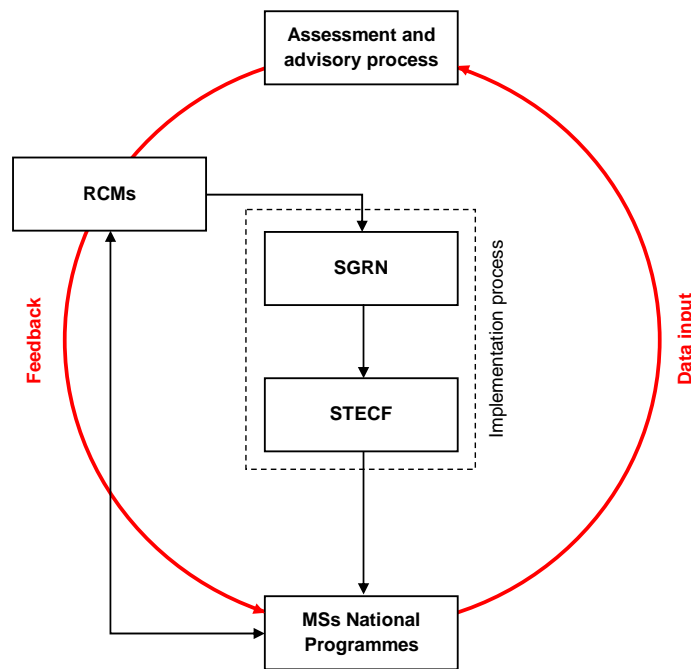 Assessment and
advisory process
RCMs
SGRN
Implementation process
Feedback
Data input
STECF
MSs National
Programmes